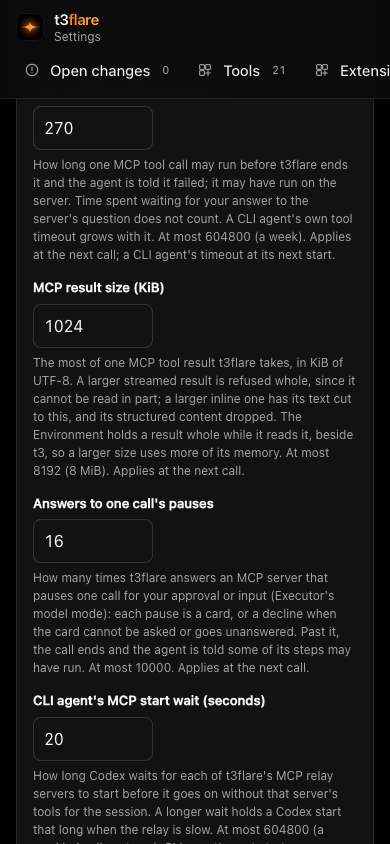 t3flare
Settings
Open changes 0 Tools 21 Extensi
270
How long one MCP tool call may run before t3flare ends
it and the agent is told it failed; it may have run on the
server. Time spent waiting for your answer to the
server's question does not count. A CLI agent's own tool
timeout grows with it. At most 604800 (a week). Applies
at the next call; a CLI agent's timeout at its next start.
MCP result size (KiB)
1024
The most of one MCP tool result t3flare takes, in KiB of
UTF-8. A larger streamed result is refused whole, since it
cannot be read in part; a larger inline one has its text cut
to this, and its structured content dropped. The
Environment holds a result whole while it reads it, beside
t3, so a larger size uses more of its memory. At most
8192 (8 MiB). Applies at the next call.
Answers to one call's pauses
16
How many times t3flare answers an MCP server that
pauses one call for your approval or input (Executor's
model mode): each pause is a card, or a decline when
the card cannot be asked or goes unanswered. Past it,
the call ends and the agent is told some of its steps may
have run. At most 10000. Applies at the next call.
CLI agent's MCP start wait (seconds)
20
How long Codex waits for each of t3flare's MCP relay
servers to start before it goes on without that server's
tools for the session. A longer wait holds a Codex start
that long when the relay is slow. At most 604800 (a